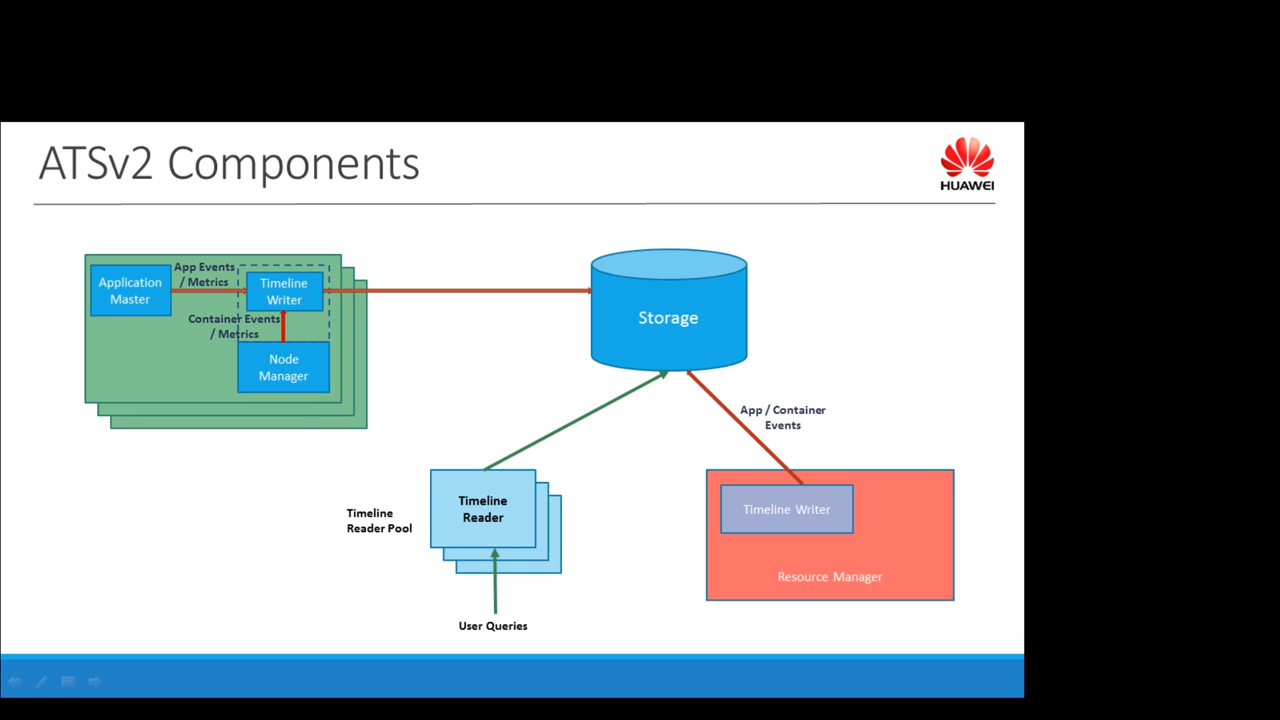 ATSv2 Components
HUAWEI
Application
Master
App Events
/ Metrics
Timeline
Writer
Container Events
/ Metrics
Node
Manager
Storage
App / Container
Events
Timeline
Reader Pool
Timeline
Reader
User Queries
Timeline Writer
Resource Manager